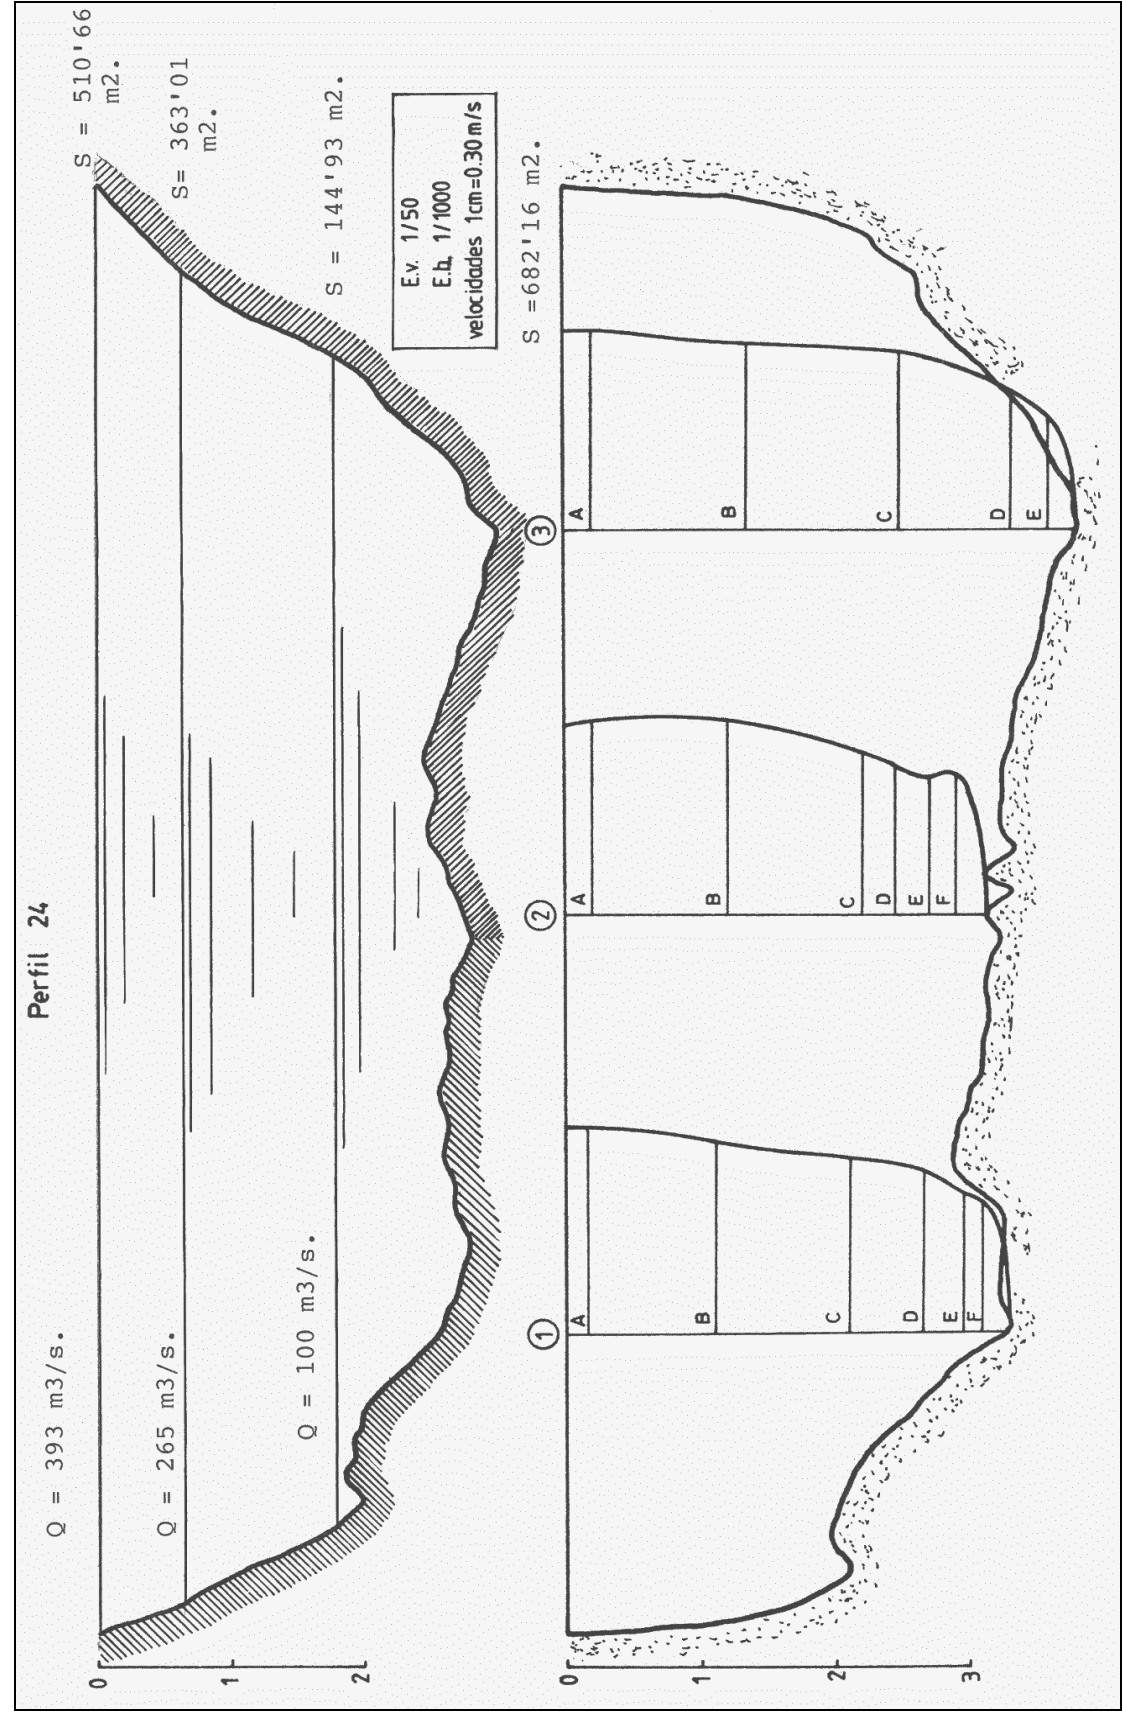 Perfil 24
Q = 393 m3/s.
S = 510'66
m2.
Q = 265 m3/s.
S= 363'01
m2.
Q = 100 m3/s.
S = 144'93 m2.
E.v. 1/50
E.h. 1/1000
velocidades 1cm=0.30m/s
0
1
2
S =682'16 m2.
1
2
3
A
B
C
D
E
F
A
B
C
D
E
F
A
B
C
D
E
0
1
2
3